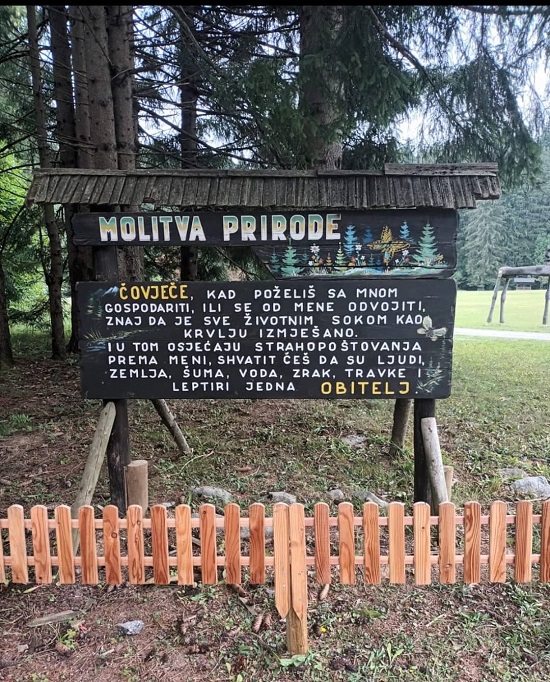 MOLITVA PRIRODE
ČOVJEČE, KAD POŽELIŠ SA MNOM
GOSPODARITI, ILI SE OD MENE ODVOJITI,
ZNAJ DA JE SVE ŽIVOTNIM SOKOM KAO
KRVLJU IZMJEŠANO.
I U TOM OSJEĆAJU STRAHOPOŠTOVANJA
PREMA MENI, SHVATIT ĆEŠ DA SU LJUDI,
ZEMLJA, ŠUMA, VODA, ZRAK, TRAVKE I
LEPTIRI JEDNA OBITELJ